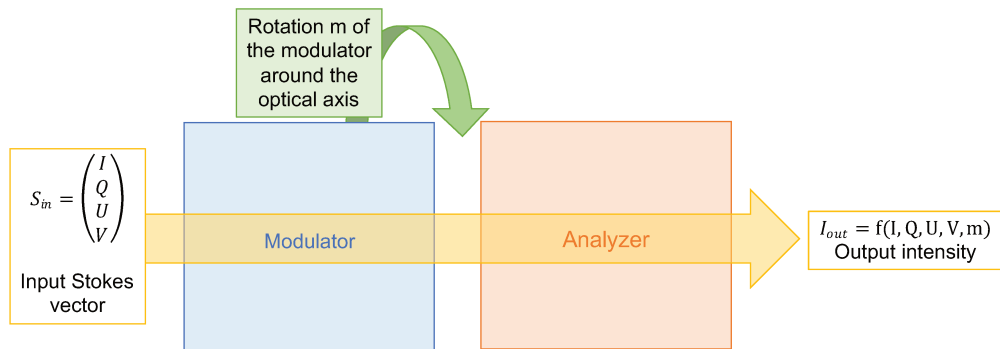 Rotation m of
the modulator
around the
optical axis
S_in = (I
Q
U
V)
Input Stokes
vector
Modulator
Analyzer
I_out = f(I, Q, U, V, m)
Output intensity